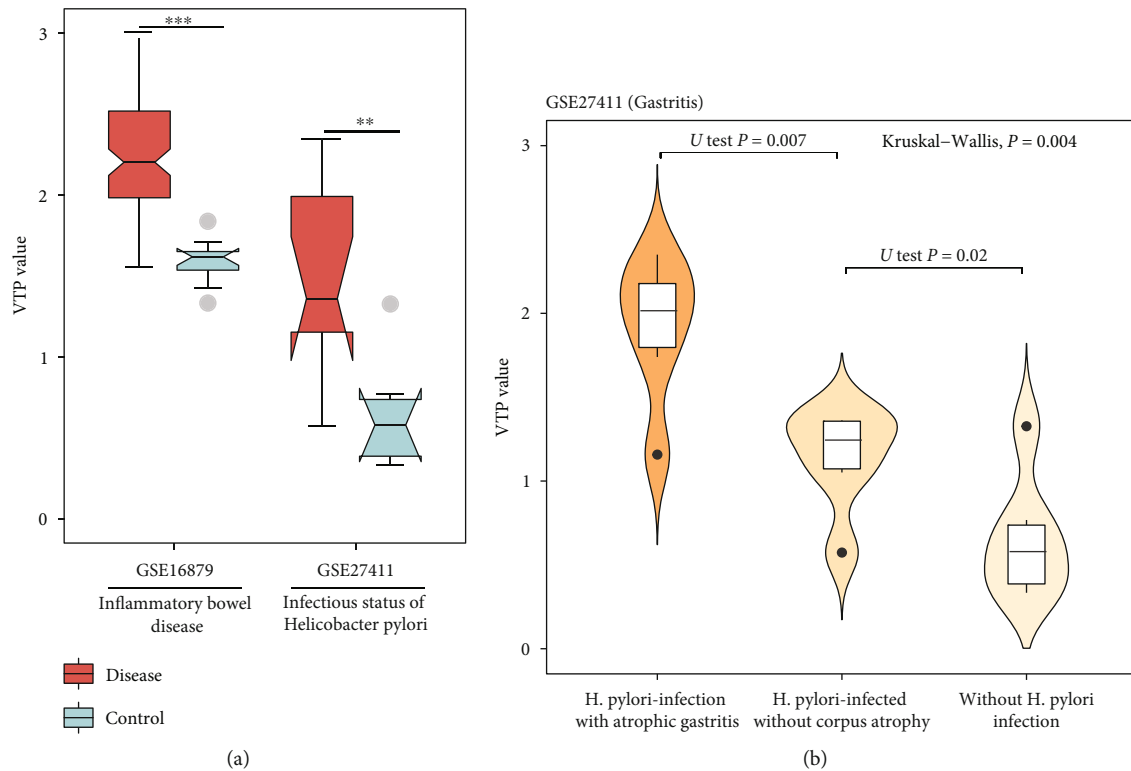 3
2
1
0
VTP value
***
**
GSE16879
GSE27411
Inflammatory bowel
disease
Infectious status of
Helicobacter pylori
Disease
Control
(a)
GSE27411 (Gastritis)
3
2
1
0
VTP value
U test P = 0.007
Kruskal−Wallis, P = 0.004
U test P = 0.02
H. pylori-infection
with atrophic gastritis
H. pylori-infected
without corpus atrophy
Without H. pylori
infection
(b)